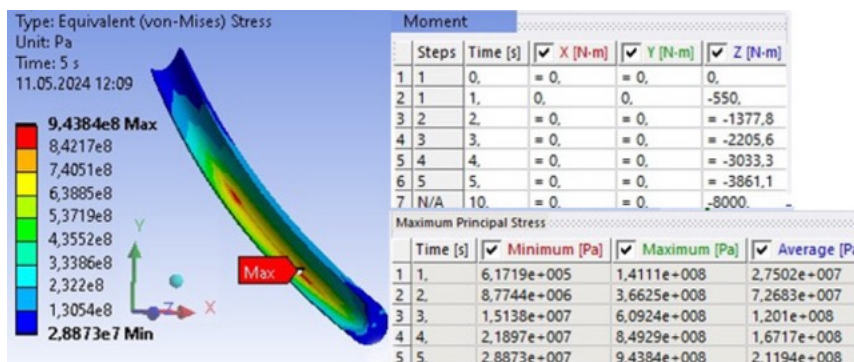 Type: Equivalent (von-Mises) Stress
Unit: Pa
Time: 5 s
11.05.2024 12:09
9,4384e8 Max
8,4217e8
7,4051e8
6,3885e8
5,3719e8
4,3552e8
3,3386e8
2,322e8
1,3054e8
2,8873e7 Min
Y
Z
X
Max
Moment
Steps Time [s] X [N·m] Y [N·m] Z [N·m]
1 1 0, = 0, = 0, 0,
2 1 1, 0, 0, -550,
3 2 2, = 0, = 0, = -1377,8
4 3 3, = 0, = 0, = -2205,6
5 4 4, = 0, = 0, = -3033,3
6 5 5, = 0, = 0, = -3861,1
7 N/A 10, = 0, = 0, -8000,
Maximum Principal Stress
Time [s] Minimum [Pa] Maximum [Pa] Average [Pa
1 1, 6,1719e+005 1,4111e+008 2,7502e+007
2 2, 8,7744e+006 3,6625e+008 7,2683e+007
3 3, 1,5138e+007 6,0924e+008 1,201e+008
4 4, 2,1897e+007 8,4929e+008 1,6717e+008
5 5, 2,8873e+007 9,4384e+008 2,1194e+008